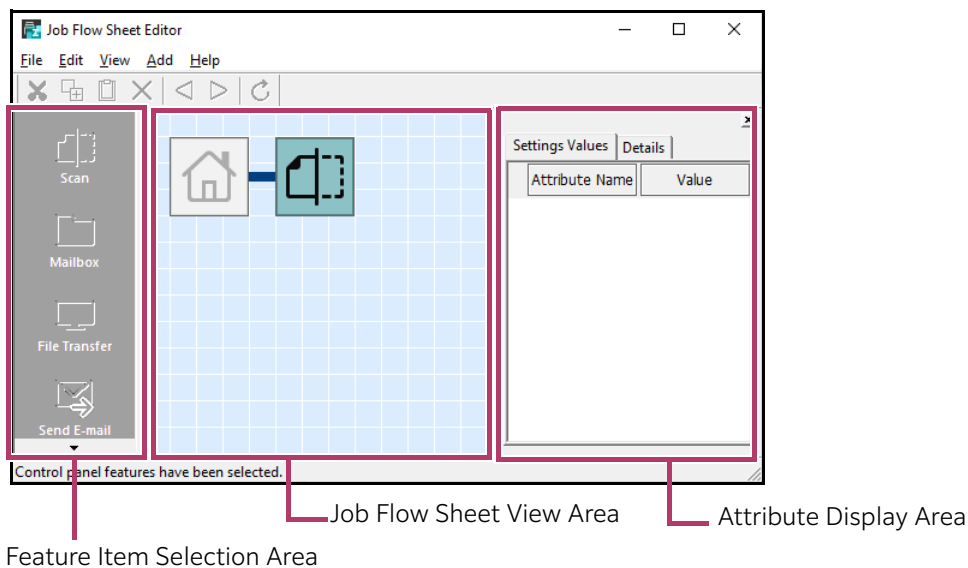 Job Flow Sheet Editor
File Edit View Add Help
Scan
Mailbox
File Transfer
Send E-mail
Settings Values Details
Attribute Name Value
Control panel features have been selected.
Job Flow Sheet View Area
Attribute Display Area
Feature Item Selection Area